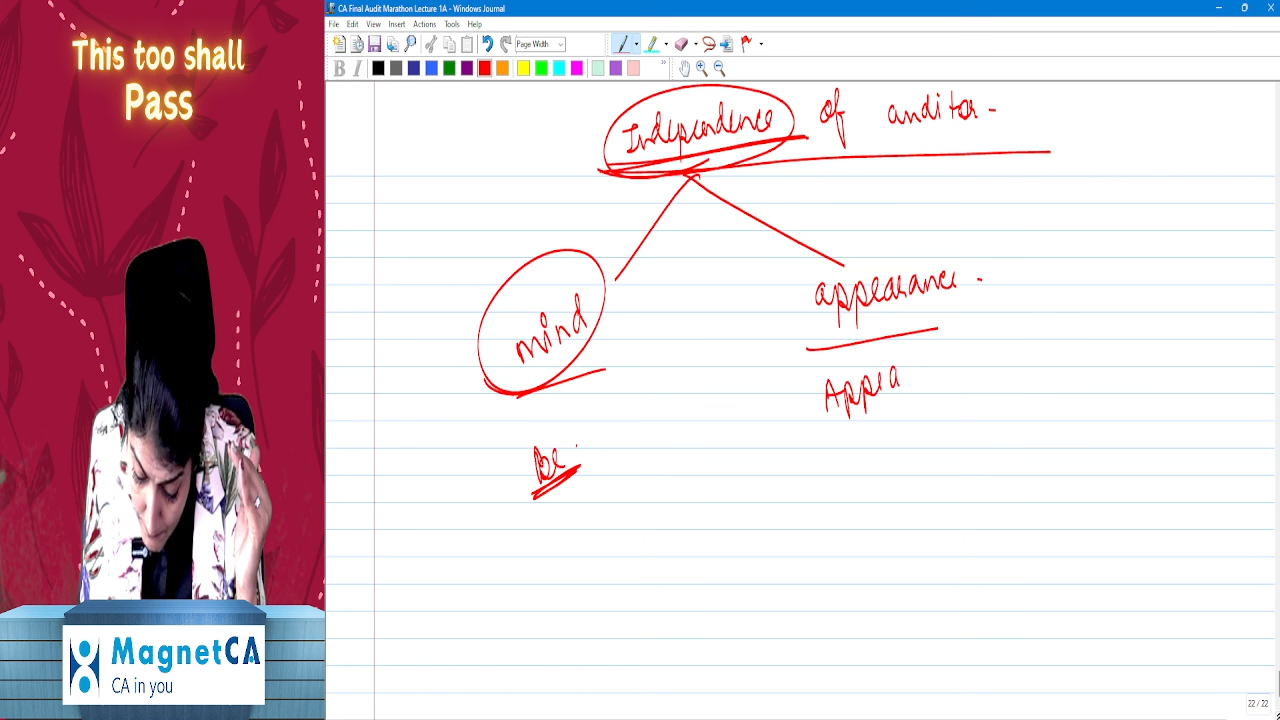 This too shall
Pass
CA Final Audit Marathon Lecture 1A - Windows Journal
File Edit View Insert Actions Tools Help
Page Width
B I
Independence of auditor -
mind
appearance.
Appea
Be
MagnetCA
CA in you
22 / 22